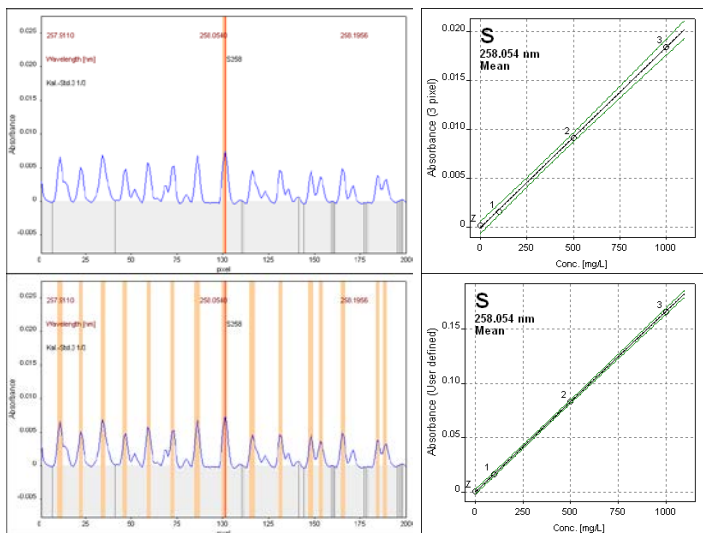 0.025
257.5110 258.0540 258.1956
0.020
Wavelength [nm] S258
0.015
Kal.-Std.3 1/0
0.010
0.005
0
-0.005
Absorbance
0 25 50 75 100 125 150 175 200
pixel
0.020
S
258.054 nm
Mean
3
0.015
0.010
2
0.005
1
0
Z
Absorbance (3 pixel)
0 250 500 750 1000
Conc. [mg/L]
0.025
257.5110 258.0540 258.1956
0.020
Wavelength [nm] S258
0.015
Kal.-Std.3 1/0
0.010
0.005
0
-0.005
Absorbance
0 25 50 75 100 125 150 175 200
pixel
S
258.054 nm
Mean
3
0.15
0.10
2
0.05
1
0
Z
Absorbance (User defined)
0 250 500 750 1000
Conc. [mg/L]